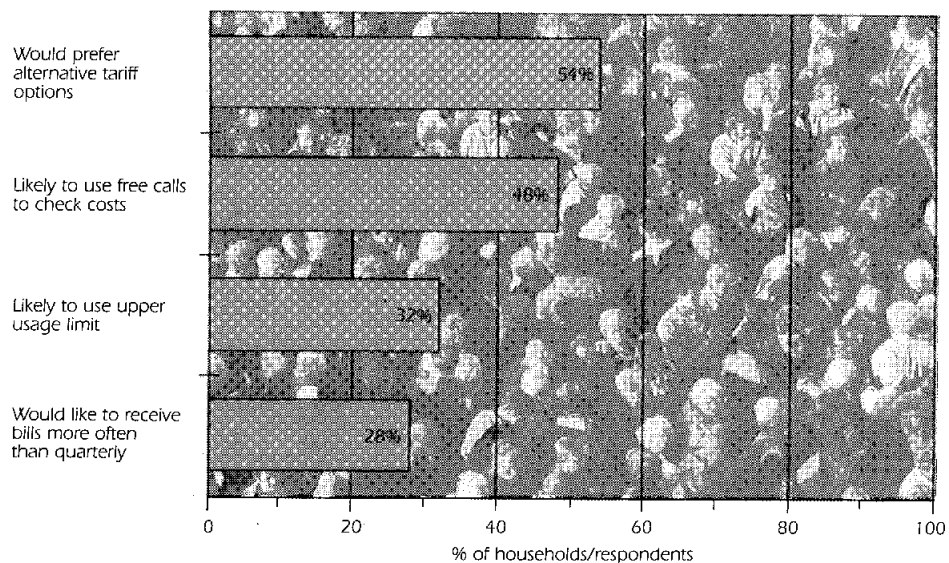 Would prefer
alternative tariff
options
54%
Likely to use free calls
to check costs
48%
Likely to use upper
usage limit
32%
Would like to receive
bills more often
than quarterly
28%
0 20 40 60 80 100
% of households/respondents